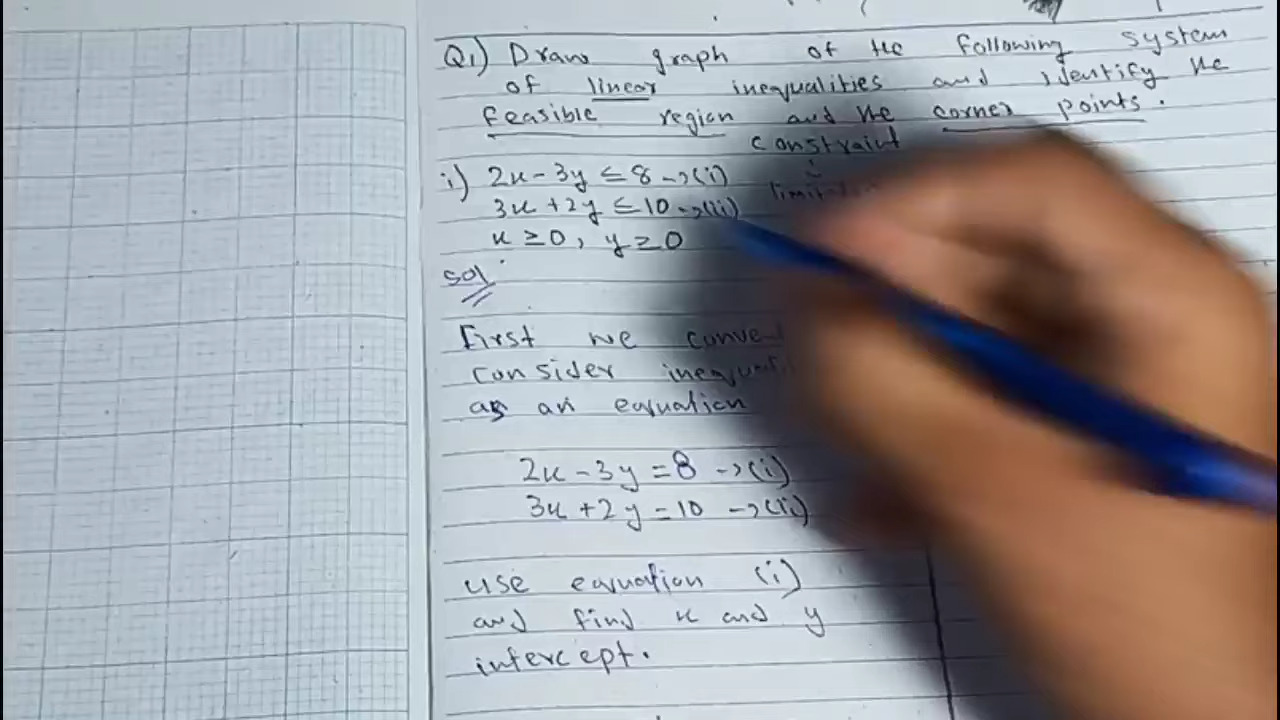 Q1) Draw graph of the following system
of linear inequalities and identify the
feasible region and the corner points.
constraint
i) 2x - 3y ≤ 8 → (i)
3x + 2y ≤ 10 → (ii)
x ≥ 0, y ≥ 0
Sol
First we
consider
as an equation
2x - 3y = 8 → (i)
3x + 2y = 10 → (ii)
use equation (i)
and find x and y
intercept.